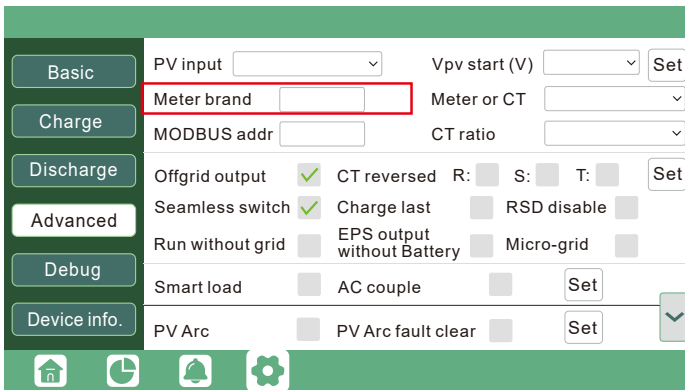 Basic
Charge
Discharge
Advanced
Debug
Device info.
PV input Vpv start (V) Set
Meter brand Meter or CT
MODBUS addr CT ratio
Offgrid output CT reversed R: S: T: Set
Seamless switch Charge last RSD disable
Run without grid EPS output without Battery Micro-grid
Smart load AC couple Set
PV Arc PV Arc fault clear Set